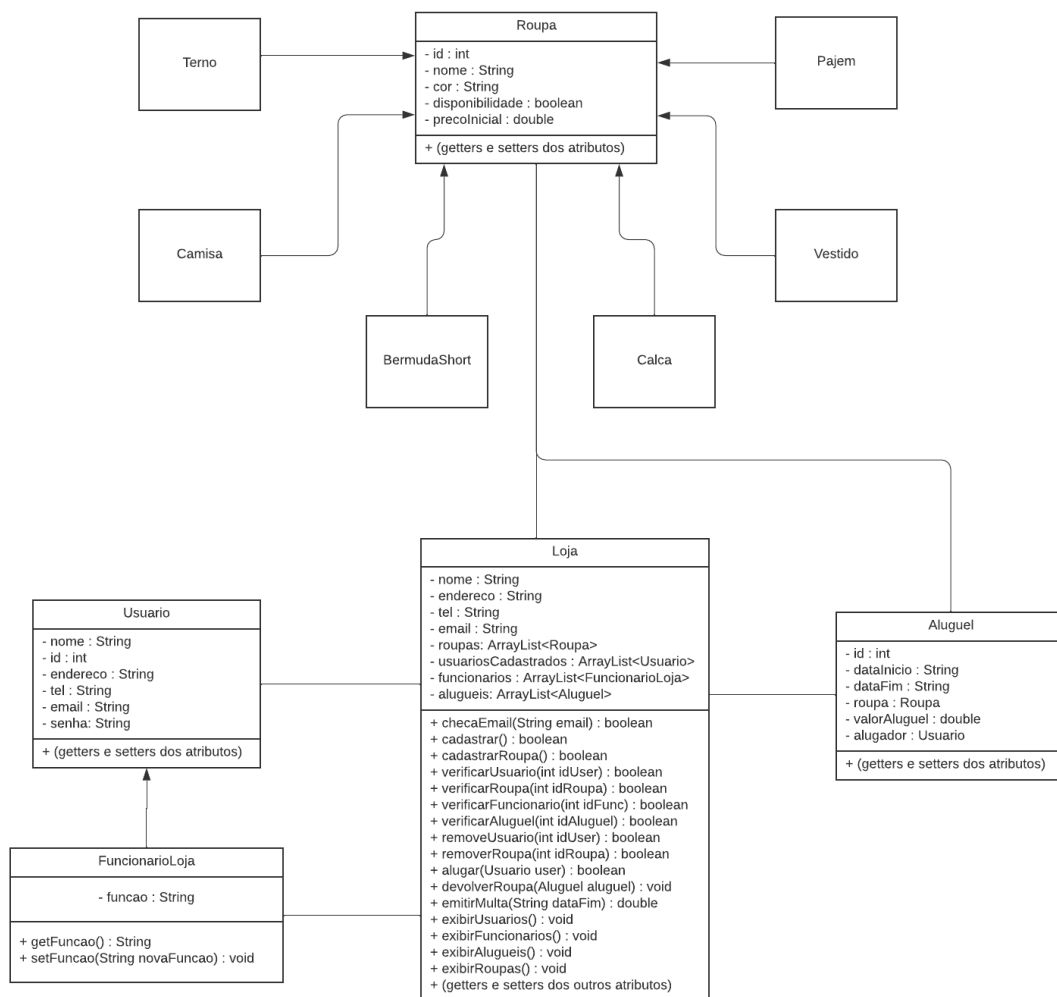 Roupa
- id : int
- nome : String
- cor : String
- disponibilidade : boolean
- precoInicial : double
+ (getters e setters dos atributos)
Terno
Pajem
Camisa
Vestido
BermudaShort
Calca
Loja
- nome : String
- endereco : String
- tel : String
- email : String
- roupas: ArrayList<Roupa>
- usuariosCadastrados : ArrayList<Usuario>
- funcionarios : ArrayList<FuncionarioLoja>
- alugueis: ArrayList<Aluguel>
+ checaEmail(String email) : boolean
+ cadastrar() : boolean
+ cadastrarRoupa() : boolean
+ verificarUsuario(int idUser) : boolean
+ verificarRoupa(int idRoupa) : boolean
+ verificarFuncionario(int idFunc) : boolean
+ verificarAluguel(int idAluguel) : boolean
+ removeUsuario(int idUser) : boolean
+ removerRoupa(int idRoupa) : boolean
+ alugar(Usuario user) : boolean
+ devolverRoupa(Aluguel aluguel) : void
+ emitirMulta(String dataFim) : double
+ exibirUsuarios() : void
+ exibirFuncionarios() : void
+ exibirAlugueis() : void
+ exibirRoupas() : void
+ (getters e setters dos outros atributos)
Usuario
- nome : String
- id : int
- endereco : String
- tel : String
- email : String
- senha: String
+ (getters e setters dos atributos)
Aluguel
- id : int
- dataInicio : String
- dataFim : String
- roupa : Roupa
- valorAluguel : double
- alugador : Usuario
+ (getters e setters dos atributos)
FuncionarioLoja
- funcao : String
+ getFuncao() : String
+ setFuncao(String novaFuncao) : void